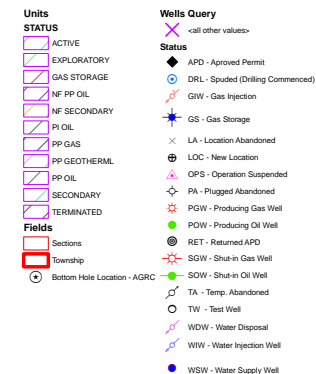 Units
STATUS
ACTIVE
EXPLORATORY
GAS STORAGE
NF PP OIL
NF SECONDARY
PI OIL
PP GAS
PP GEOTHERML
PP OIL
SECONDARY
TERMINATED
Fields
Sections
Township
Bottom Hole Location - AGRC
Wells Query
<all other values>
Status
APD - Aproved Permit
DRL - Spuded (Drilling Commenced)
GIW - Gas Injection
GS - Gas Storage
LA - Location Abandoned
LOC - New Location
OPS - Operation Suspended
PA - Plugged Abandoned
PGW - Producing Gas Well
POW - Producing Oil Well
RET - Returned APD
SGW - Shut-in Gas Well
SOW - Shut-in Oil Well
TA - Temp. Abandoned
TW - Test Well
WDW - Water Disposal
WIW - Water Injection Well
WSW - Water Supply Well